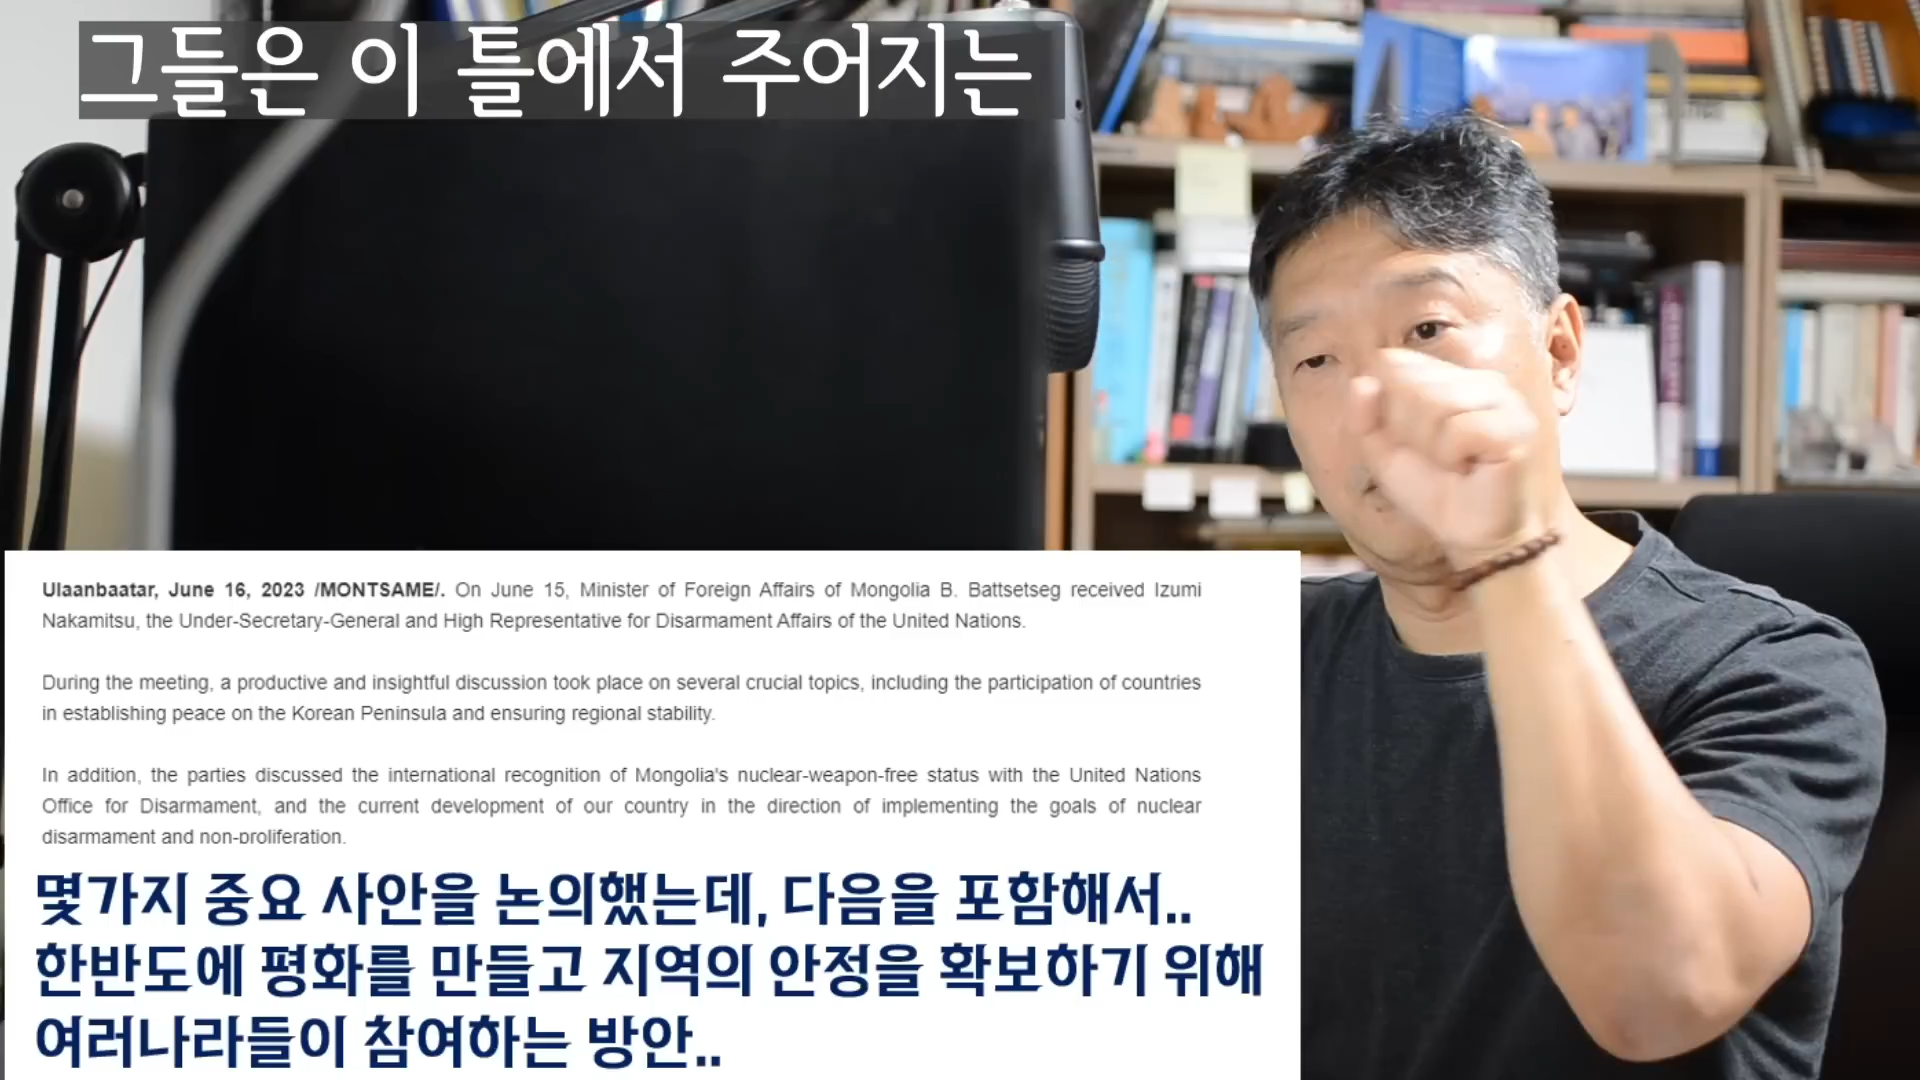 그들은 이 틀에서 주어지는
Ulaanbaatar, June 16, 2023 /MONTSAME/. On June 15, Minister of Foreign Affairs of Mongolia B. Battsetseg received Izumi
Nakamitsu, the Under-Secretary-General and High Representative for Disarmament Affairs of the United Nations.
During the meeting, a productive and insightful discussion took place on several crucial topics, including the participation of countries
in establishing peace on the Korean Peninsula and ensuring regional stability.
In addition, the parties discussed the international recognition of Mongolia's nuclear-weapon-free status with the United Nations
Office for Disarmament, and the current development of our country in the direction of implementing the goals of nuclear
disarmament and non-proliferation.
몇가지 중요 사안을 논의했는데, 다음을 포함해서..
한반도에 평화를 만들고 지역의 안정을 확보하기 위해
여러나라들이 참여하는 방안..